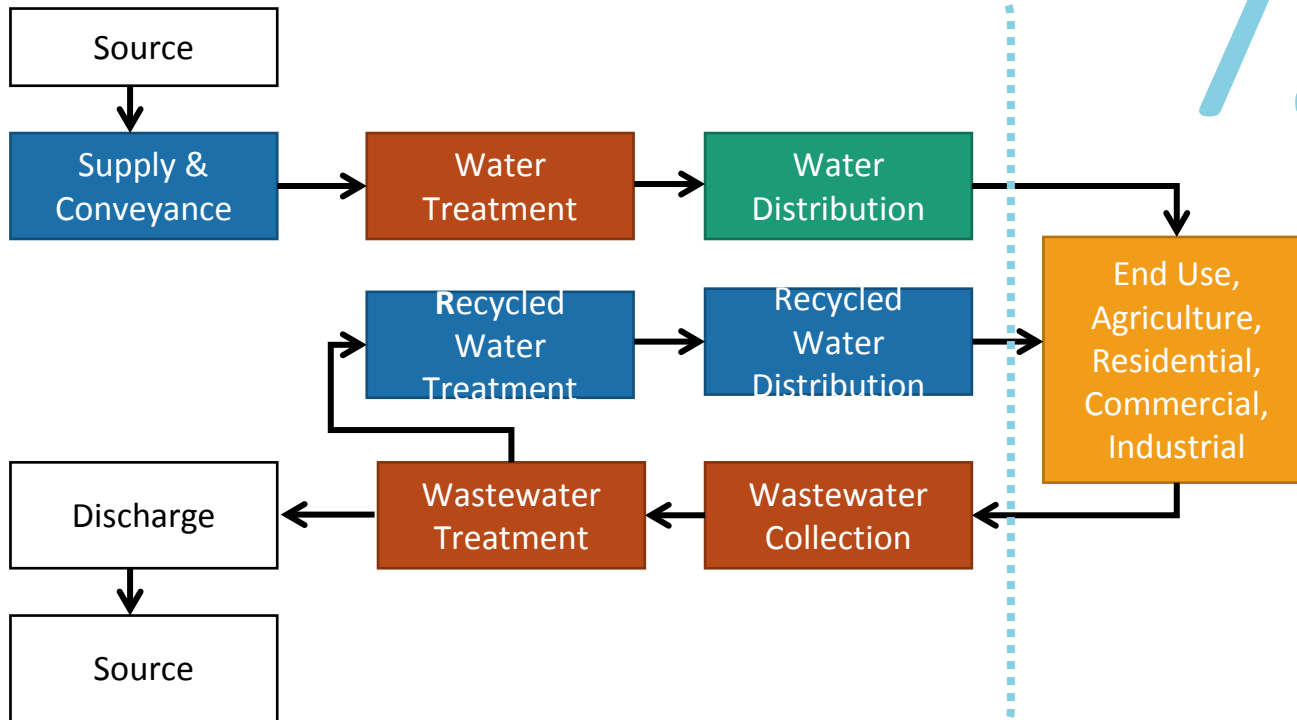 Source
Supply &
Conveyance
Water
Treatment
Water
Distribution
Recycled
Water
Treatment
Recycled
Water
Distribution
End Use,
Agriculture,
Residential,
Commercial,
Industrial
Discharge
Wastewater
Treatment
Wastewater
Collection
Source